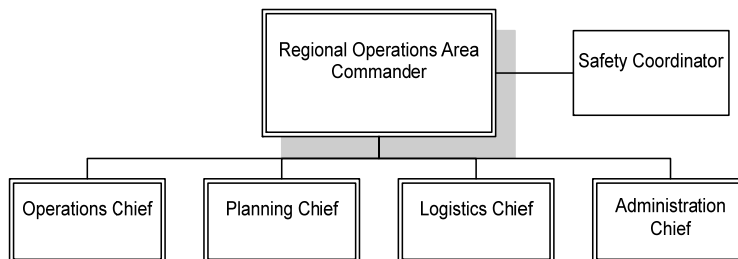 Regional Operations Area
Commander
Safety Coordinator
Operations Chief
Planning Chief
Logistics Chief
Administration
Chief